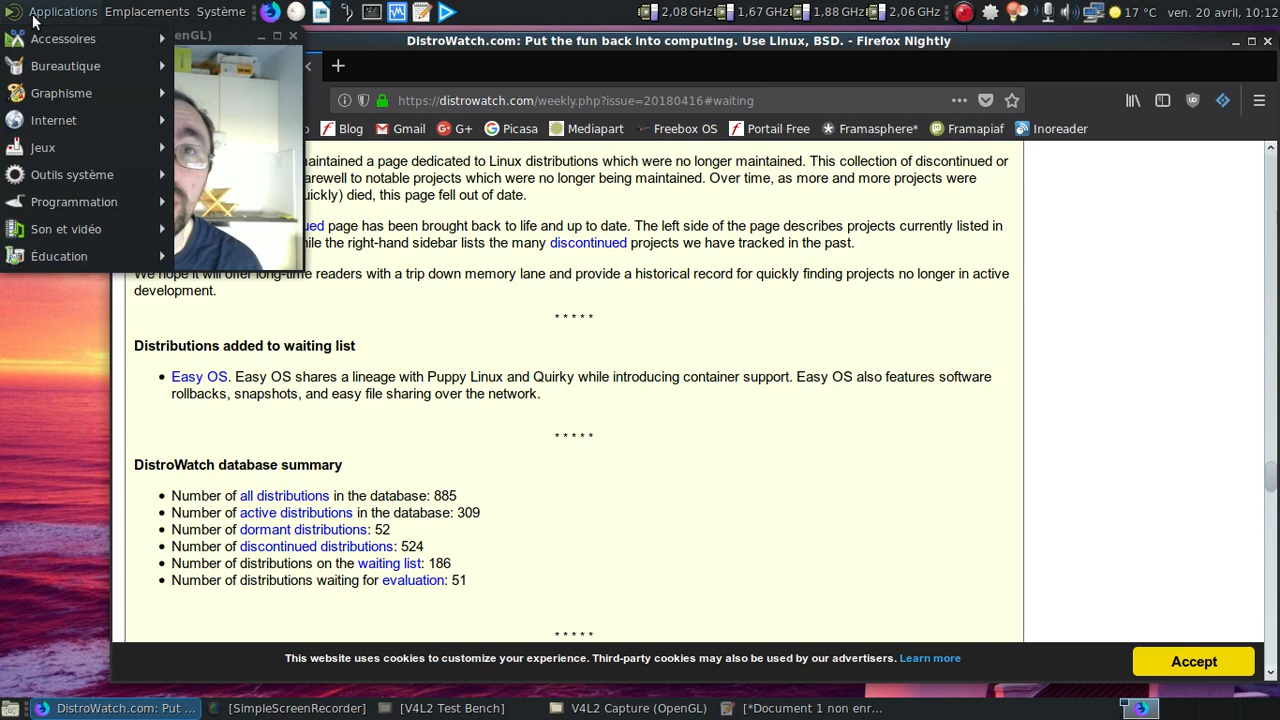 Applications Emplacements Système 2,08 GHz 1,67 GHz 1,86 GHz 2,06 GHz 17 °C ven. 20 avril, 10:12
Accessoires
Bureautique
Graphisme
Internet
Jeux
Outils système
Programmation
Son et vidéo
Éducation
enGL)
DistroWatch.com: Put the fun back into computing. Use Linux, BSD. - Firefox Nightly
https://distrowatch.com/weekly.php?issue=20180416#waiting
Blog Gmail G+ Picasa Mediapart Freebox OS Portail Free Framasphere* Framapiaf Inoreader
maintained a page dedicated to Linux distributions which were no longer maintained. This collection of discontinued or
arewell to notable projects which were no longer being maintained. Over time, as more and more projects were
uickly) died, this page fell out of date.
ued page has been brought back to life and up to date. The left side of the page describes projects currently listed in
hile the right-hand sidebar lists the many discontinued projects we have tracked in the past.
We hope it will offer long-time readers with a trip down memory lane and provide a historical record for quickly finding projects no longer in active
development.
* * * * *
Distributions added to waiting list
• Easy OS. Easy OS shares a lineage with Puppy Linux and Quirky while introducing container support. Easy OS also features software
rollbacks, snapshots, and easy file sharing over the network.
* * * * *
DistroWatch database summary
• Number of all distributions in the database: 885
• Number of active distributions in the database: 309
• Number of dormant distributions: 52
• Number of discontinued distributions: 524
• Number of distributions on the waiting list: 186
• Number of distributions waiting for evaluation: 51
* * * * *
This website uses cookies to customize your experience. Third-party cookies may also be used by our advertisers. Learn more
Accept
DistroWatch.com: Put ... [SimpleScreenRecorder] [V4L2 Test Bench] V4L2 Capture (OpenGL) [*Document 1 non enr...